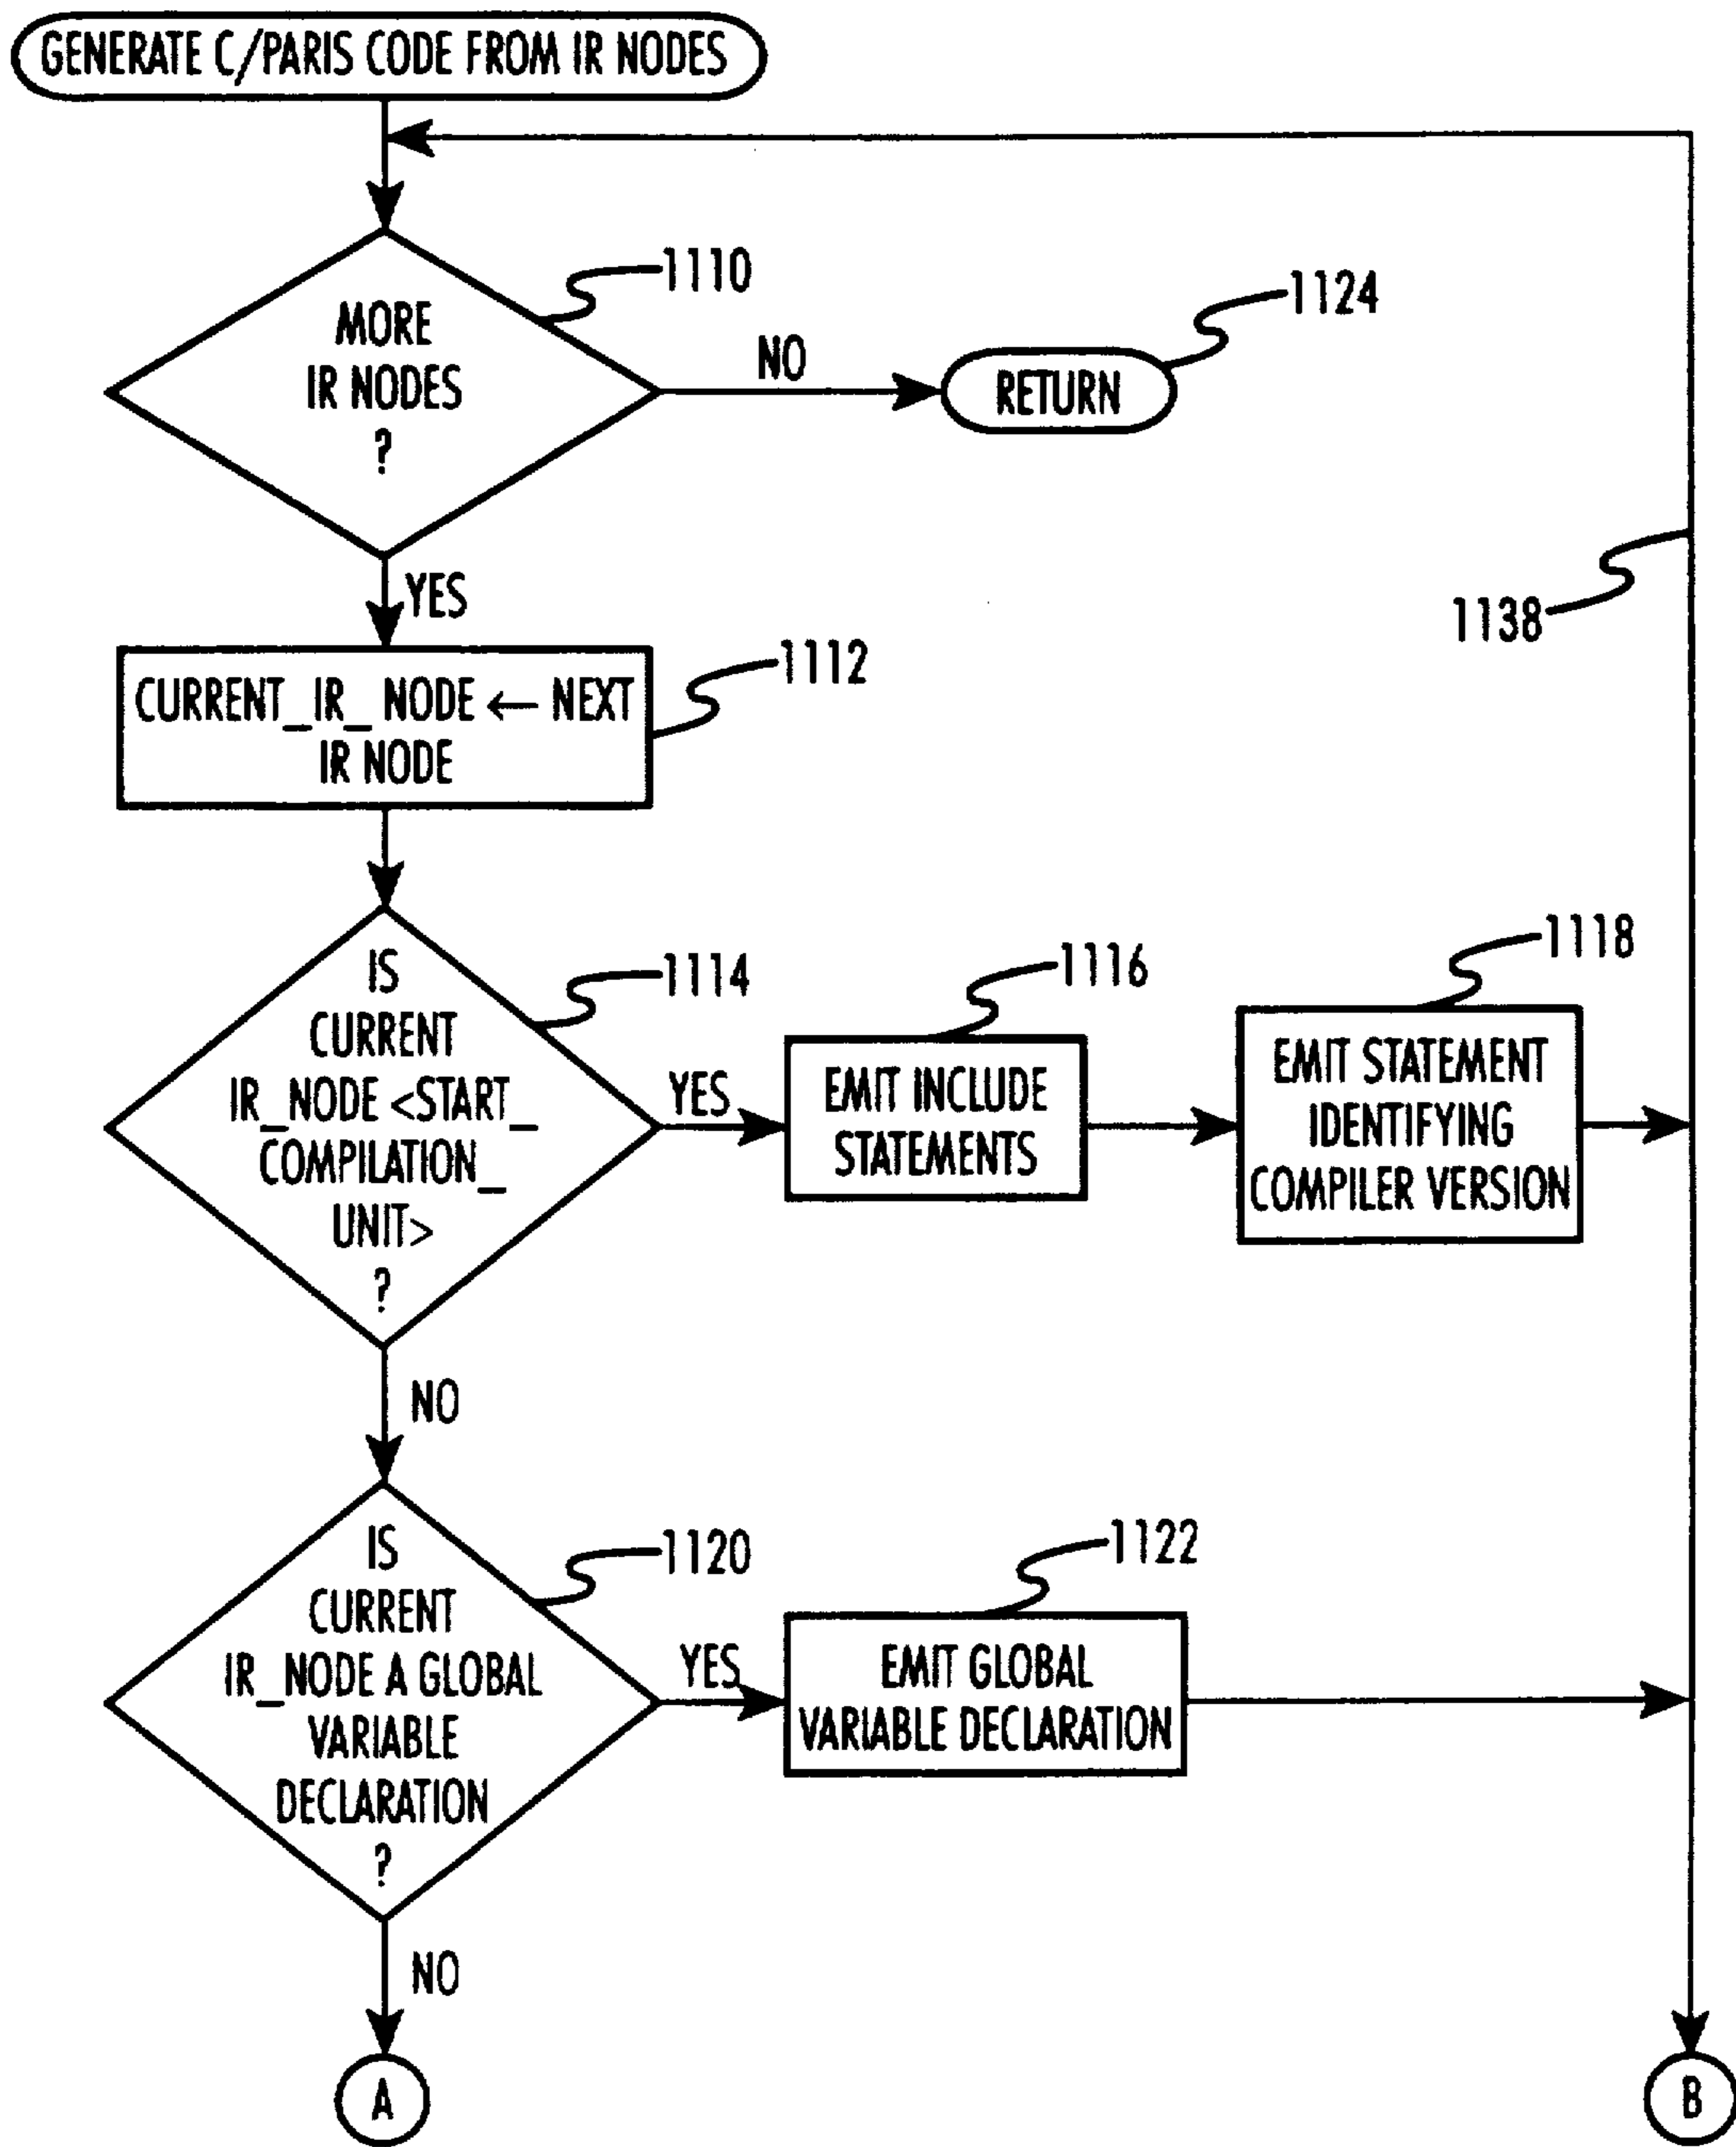 GENERATE C/PARIS CODE FROM IR NODES
1110
MORE
IR NODES
?
NO
1124
RETURN
YES
1138
1112
CURRENT_IR_ NODE ← NEXT
IR NODE
1114
IS
CURRENT
IR_NODE <START_
COMPILATION_
UNIT>
?
YES
1116
EMIT INCLUDE
STATEMENTS
1118
EMIT STATEMENT
IDENTIFYING
COMPILER VERSION
NO
1120
IS
CURRENT
IR_NODE A GLOBAL
VARIABLE
DECLARATION
?
YES
1122
EMIT GLOBAL
VARIABLE DECLARATION
NO
A
B